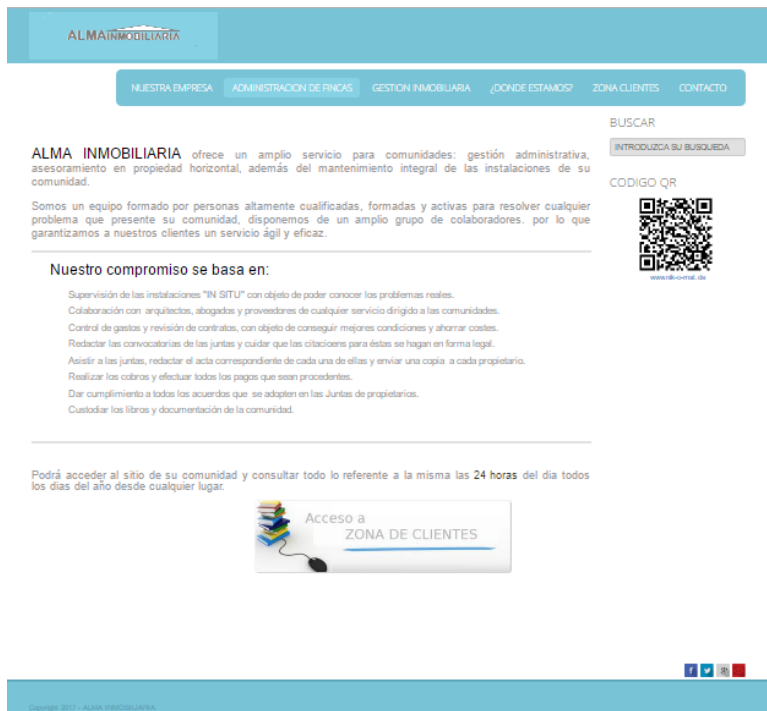 ALMAINMOBILIARIA
NUESTRA EMPRESA ADMINISTRACION DE FINCAS GESTION INMOBILIARIA ¿DONDE ESTAMOS? ZONA CLIENTES CONTACTO
BUSCAR
INTRODUZCA SU BUSQUEDA
CODIGO QR
ALMA INMOBILIARIA ofrece un amplio servicio para comunidades: gestión administrativa,
asesoramiento en propiedad horizontal, además del mantenimiento integral de las instalaciones de su
comunidad.
Somos un equipo formado por personas altamente cualificadas, formadas y activas para resolver cualquier
problema que presente su comunidad, disponemos de un amplio grupo de colaboradores. por lo que
garantizamos a nuestros clientes un servicio ágil y eficaz.
Nuestro compromiso se basa en:
Supervisión de las instalaciones "IN SITU" con objeto de poder conocer los problemas reales.
Colaboración con arquitectos, abogados y proveedores de cualquier servicio dirigido a las comunidades.
Control de gastos y revisión de contratos, con objeto de conseguir mejores condiciones y ahorrar costes.
Redactar las convocatorias de las juntas y cuidar que las citacioens para éstas se hagan en forma legal.
Asistir a las juntas, redactar el acta correspondiente de cada una de ellas y enviar una copia a cada propietario.
Realizar los cobros y efectuar todos los pagos que sean procedentes.
Dar cumplimiento a todos los acuerdos que se adopten en las Juntas de propietarios.
Custodiar los libros y documentación de la comunidad.
Podrá acceder al sitio de su comunidad y consultar todo lo referente a la misma las 24 horas del dia todos
los dias del año desde cualquier lugar.
Acceso a
ZONA DE CLIENTES
Copyright 2017 - ALMA INMOBILIARIA